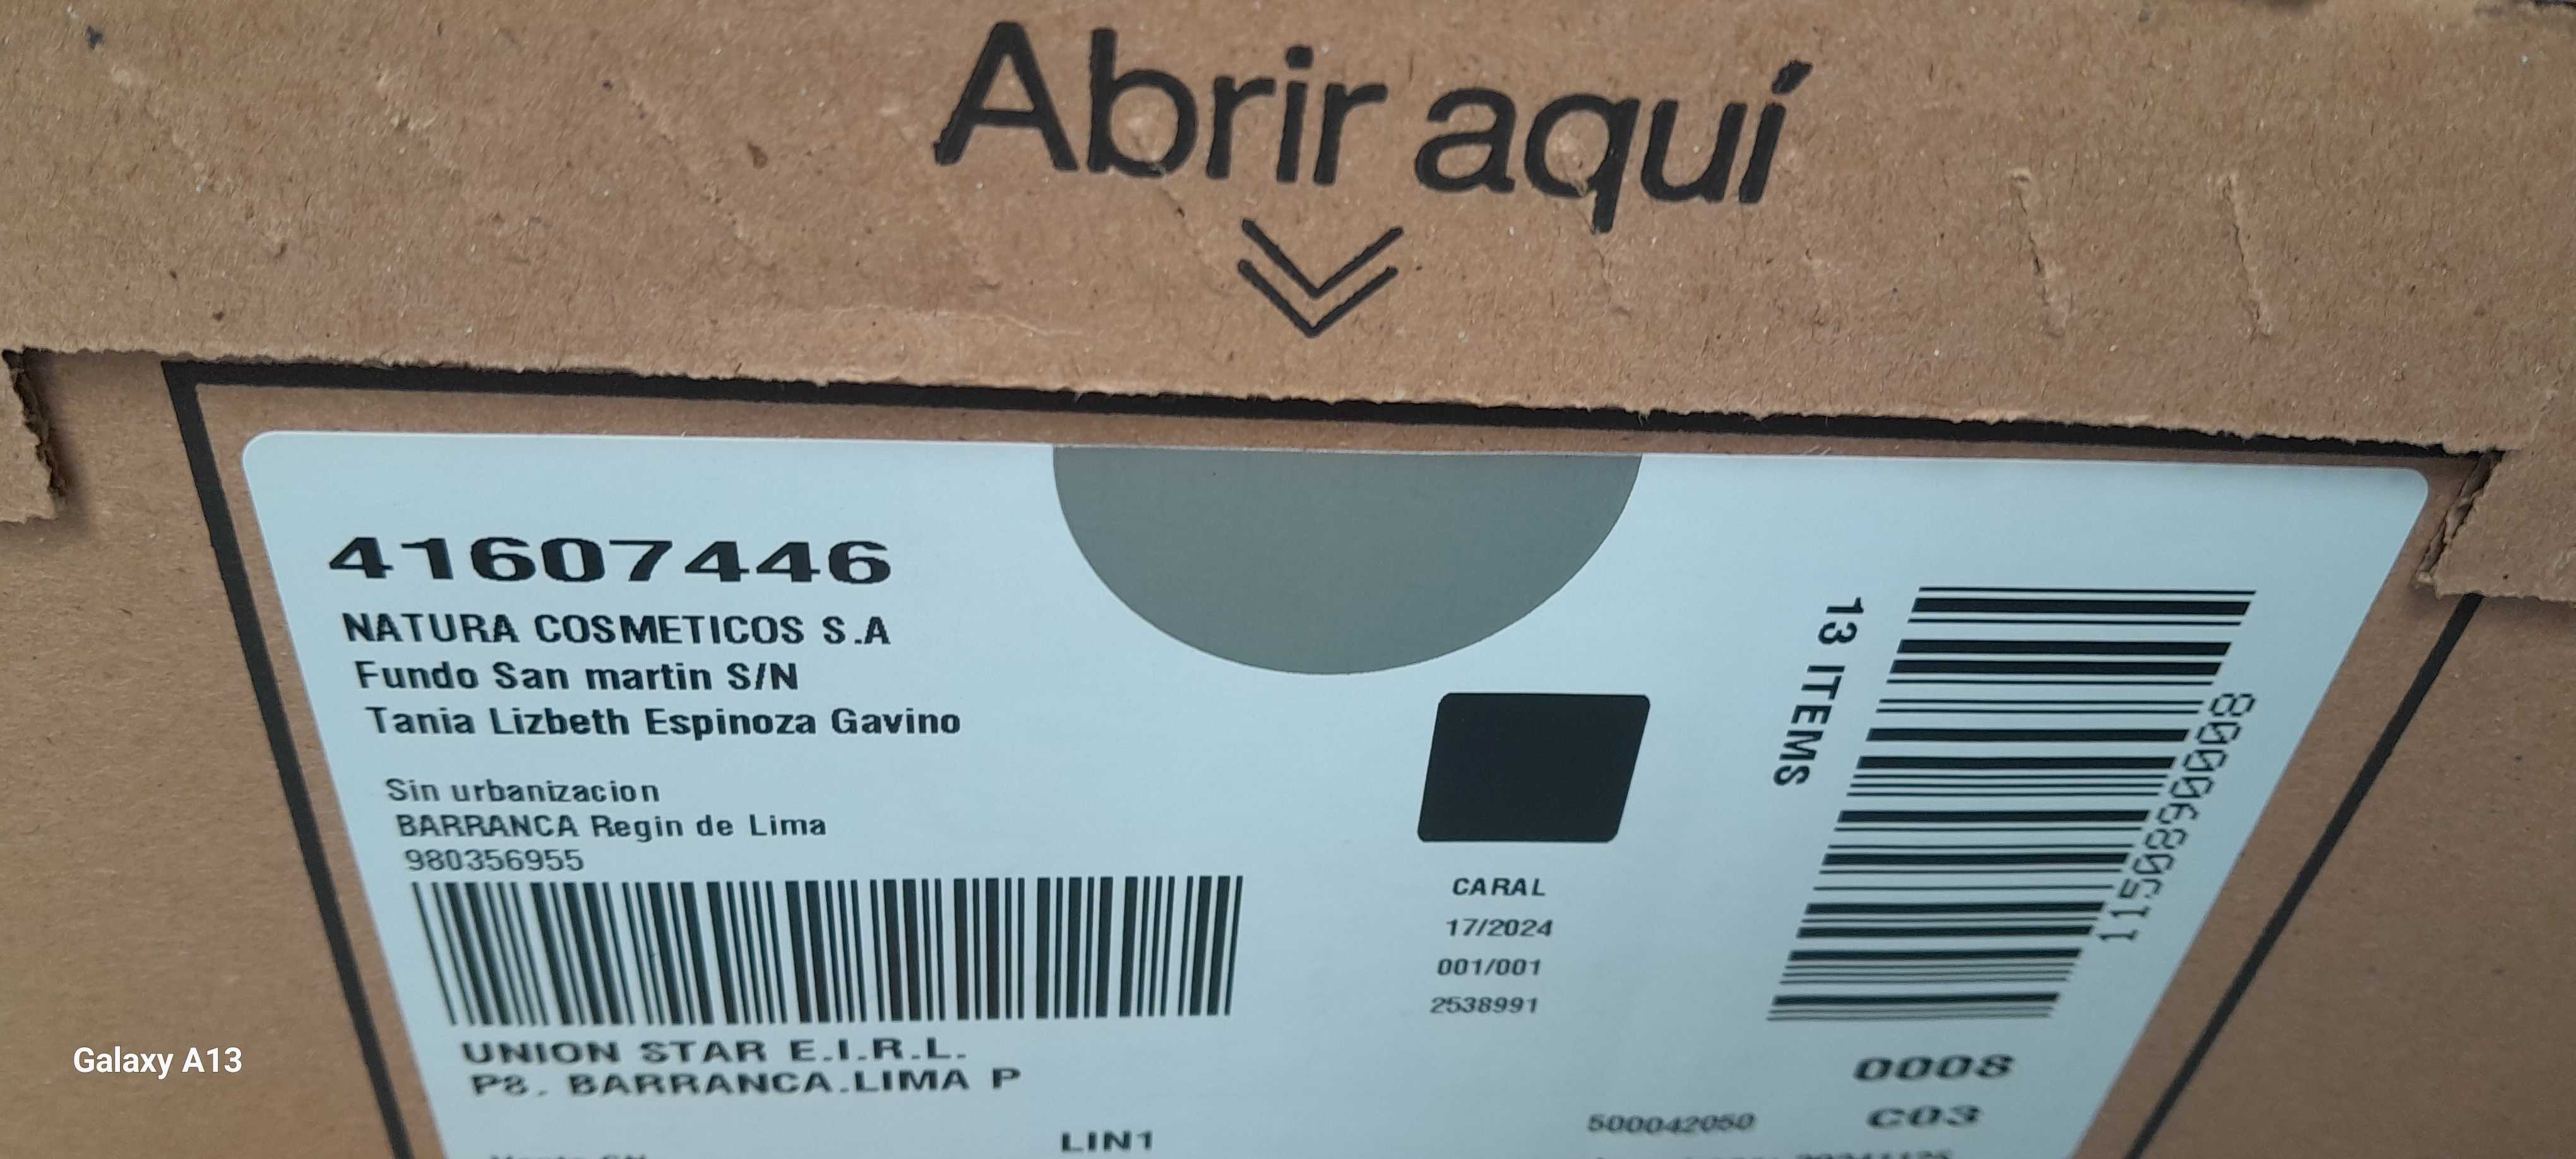 Abrir aquí
41607446
NATURA COSMETICOS S.A
Fundo San martin S/N
Tania Lizbeth Espinoza Gavino
Sin urbanizacion
BARRANCA Regin de Lima
980356955
UNION STAR E.I.R.L.
P8. BARRANCA.LIMA P
LIN1
CARAL
17/2024
001/001
2538991
13 ITEMS
80006808511
0008
500042050
C03
Galaxy A13